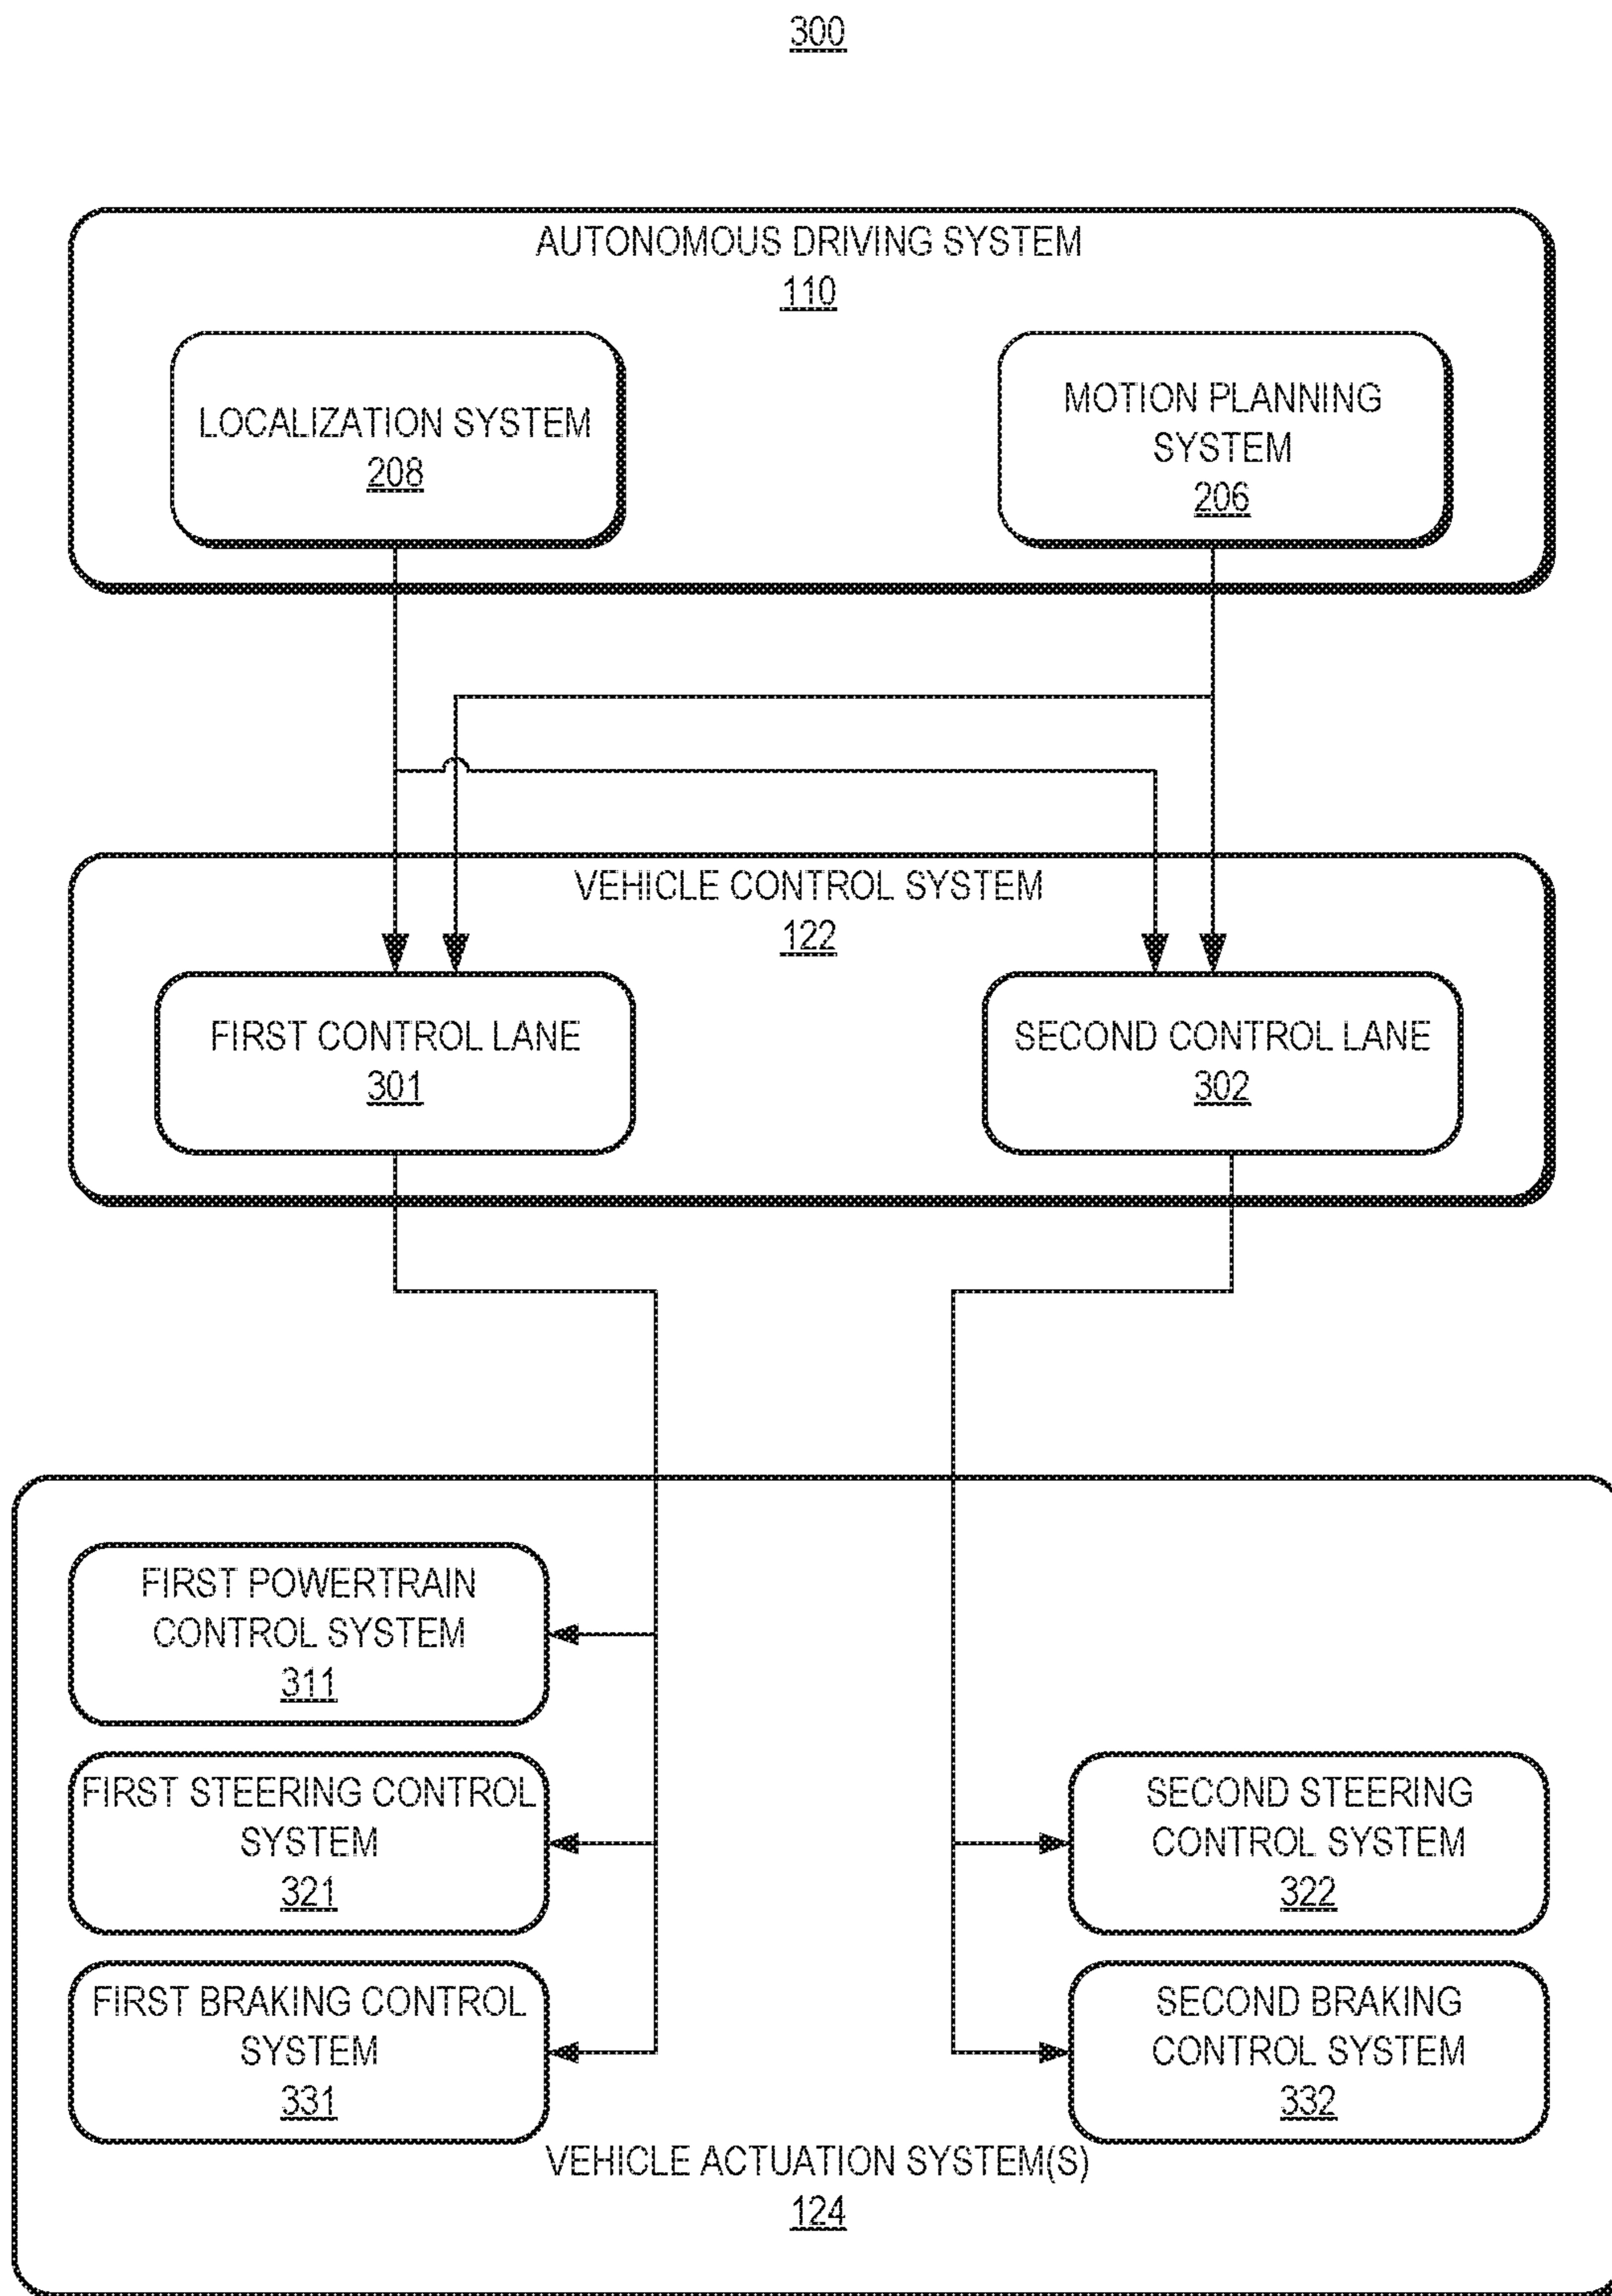 300
AUTONOMOUS DRIVING SYSTEM
110
LOCALIZATION SYSTEM
208
MOTION PLANNING
SYSTEM
206
VEHICLE CONTROL SYSTEM
122
FIRST CONTROL LANE
301
SECOND CONTROL LANE
302
FIRST POWERTRAIN
CONTROL SYSTEM
311
FIRST STEERING CONTROL
SYSTEM
321
SECOND STEERING
CONTROL SYSTEM
322
FIRST BRAKING CONTROL
SYSTEM
331
SECOND BRAKING
CONTROL SYSTEM
332
VEHICLE ACTUATION SYSTEM(S)
124